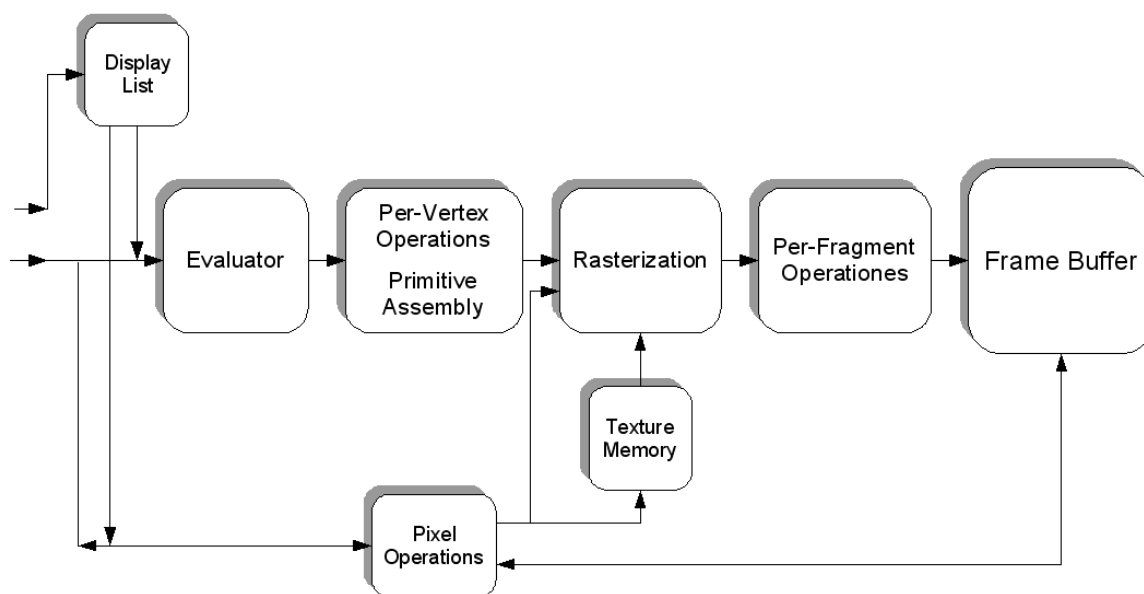 Display
List
Evaluator
Per-Vertex
Operations
Primitive
Assembly
Rasterization
Per-Fragment
Operationes
Frame Buffer
Texture
Memory
Pixel
Operations